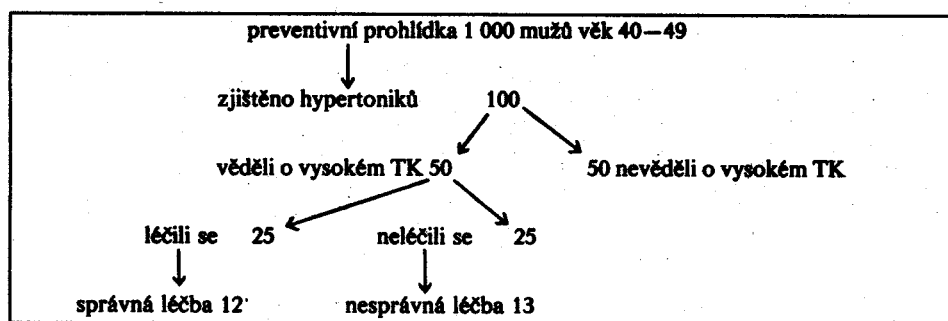 preventivní prohlídka 1 000 mužů věk 40—49
zjištěno hypertoniků 100
věděli o vysokém TK 50 50 nevěděli o vysokém TK
léčili se 25 neléčili se 25
správná léčba 12 nesprávná léčba 13